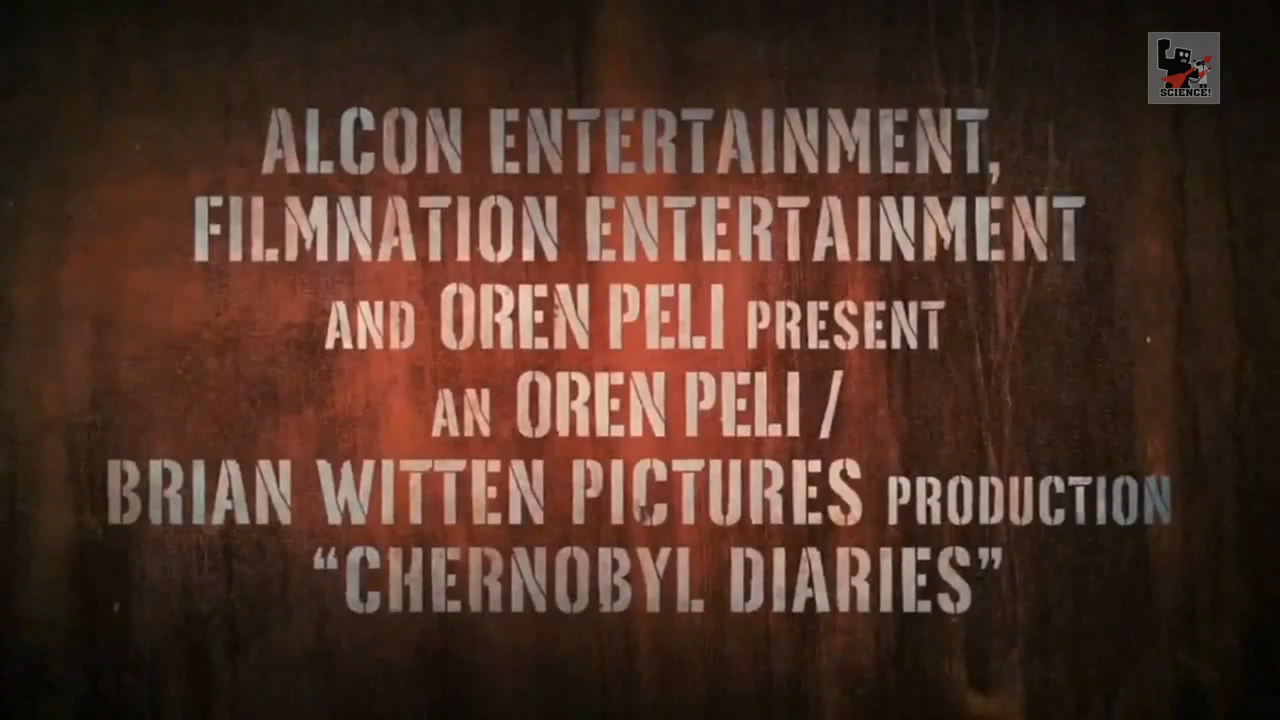 SCIENCE!
ALCON ENTERTAINMENT,
FILMNATION ENTERTAINMENT
AND OREN PELI PRESENT
AN OREN PELI /
BRIAN WITTEN PICTURES PRODUCTION
“CHERNOBYL DIARIES”